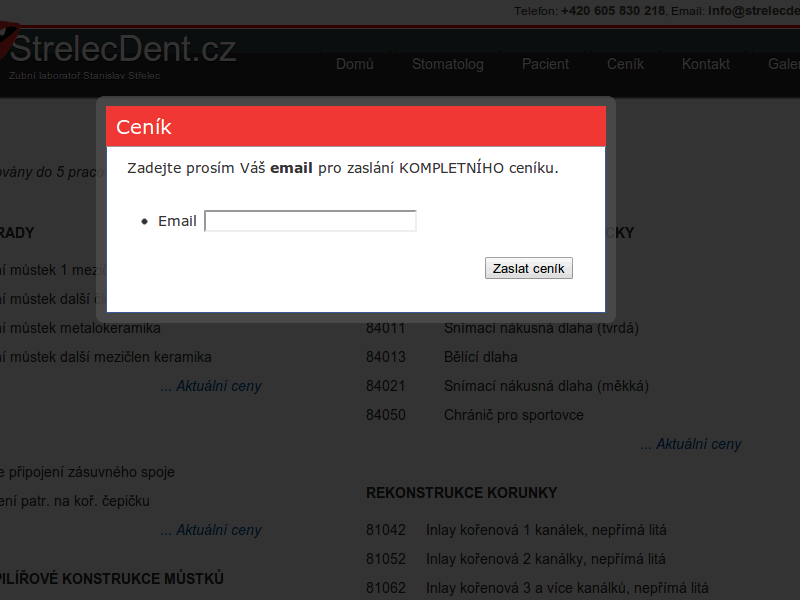 Telefon: +420 605 830 218, Email: info@strelecde
StrelecDent.cz
Zubní laboratoř Stanislav Střelec
Domů Stomatolog Pacient Ceník Kontakt Galer
Ceník
Zadejte prosím Váš email pro zaslání KOMPLETNÍHO ceníku.
Email
Zaslat ceník
ovány do 5 praco
RADY
ní můstek 1 mezi
ní můstek další
ní můstek metalokeramika
ní můstek další mezičlen keramika
... Aktuální ceny
e připojení zásuvného spoje
ení patr. na koř. čepičku
... Aktuální ceny
PILÍŘOVÉ KONSTRUKCE MŮSTKŮ
CKY
84011 Snímací nákusná dlaha (tvrdá)
84013 Bělící dlaha
84021 Snímací nákusná dlaha (měkká)
84050 Chránič pro sportovce
... Aktuální ceny
REKONSTRUKCE KORUNKY
81042 Inlay kořenová 1 kanálek, nepřímá litá
81052 Inlay kořenová 2 kanálky, nepřímá litá
81062 Inlay kořenová 3 a více kanálků, nepřímá litá